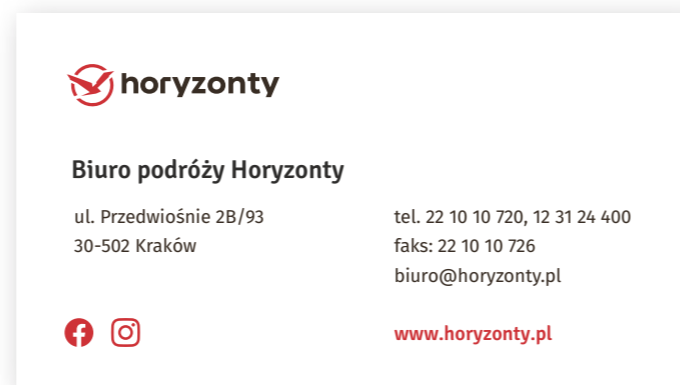 horyzonty
Biuro podróży Horyzonty
ul. Przedwiośnie 2B/93
30-502 Kraków
tel. 22 10 10 720, 12 31 24 400
faks: 22 10 10 726
biuro@horyzonty.pl
www.horyzonty.pl